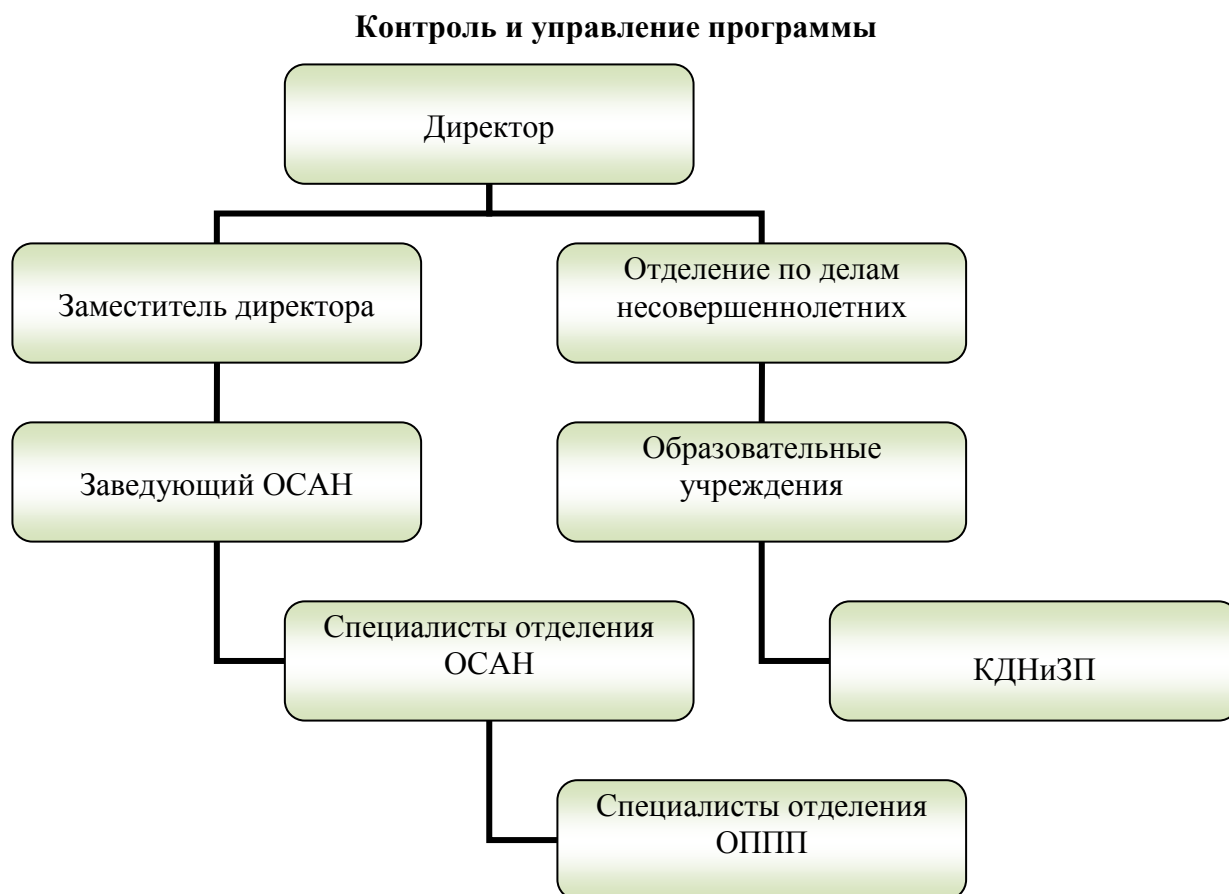 Контроль и управление программы
Директор
Заместитель директора
Отделение по делам
несовершеннолетних
Заведующий ОСАН
Образовательные
учреждения
Специалисты отделения
ОСАН
КДНиЗП
Специалисты отделения
ОППП